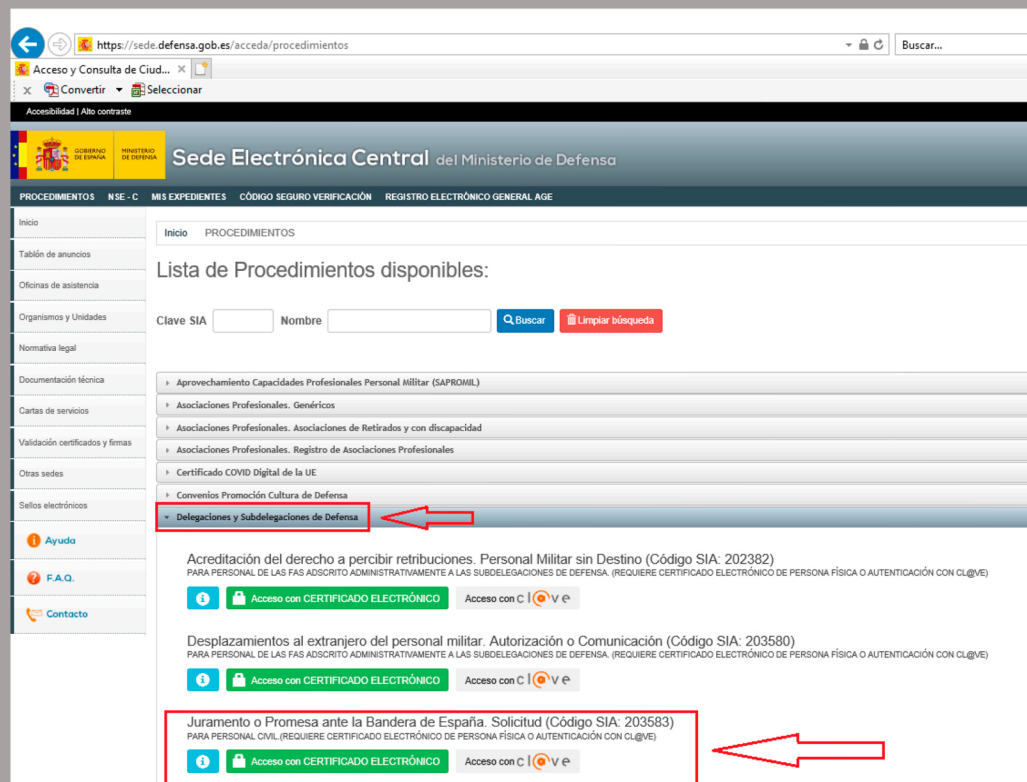 https://sede.defensa.gob.es/acceda/procedimientos
Buscar...
Acceso y Consulta de Ciud...
x Convertir Seleccionar
Accesibilidad | Alto contraste
GOBIERNO DE ESPAÑA
MINISTERIO DE DEFENSA
Sede Electrónica Central del Ministerio de Defensa
PROCEDIMIENTOS NSE - C MIS EXPEDIENTES CÓDIGO SEGURO VERIFICACIÓN REGISTRO ELECTRÓNICO GENERAL AGE
Inicio
Tablón de anuncios
Oficinas de asistencia
Organismos y Unidades
Normativa legal
Documentación técnica
Cartas de servicios
Validación certificados y firmas
Otras sedes
Sellos electrónicos
Ayuda
F.A.Q.
Contacto
Inicio PROCEDIMIENTOS
Lista de Procedimientos disponibles:
Clave SIA Nombre Buscar Limpiar búsqueda
Aprovechamiento Capacidades Profesionales Personal Militar (SAPROMIL)
Asociaciones Profesionales. Genéricos
Asociaciones Profesionales. Asociaciones de Retirados y con discapacidad
Asociaciones Profesionales. Registro de Asociaciones Profesionales
Certificado COVID Digital de la UE
Convenios Promoción Cultura de Defensa
Delegaciones y Subdelegaciones de Defensa
Acreditación del derecho a percibir retribuciones. Personal Militar sin Destino (Código SIA: 202382)
PARA PERSONAL DE LAS FAS ADSCRITO ADMINISTRATIVAMENTE A LAS SUBDELEGACIONES DE DEFENSA. (REQUIERE CERTIFICADO ELECTRÓNICO DE PERSONA FÍSICA O AUTENTICACIÓN CON CL@VE)
Acceso con CERTIFICADO ELECTRÓNICO Acceso con cl@ve
Desplazamientos al extranjero del personal militar. Autorización o Comunicación (Código SIA: 203580)
PARA PERSONAL DE LAS FAS ADSCRITO ADMINISTRATIVAMENTE A LAS SUBDELEGACIONES DE DEFENSA. (REQUIERE CERTIFICADO ELECTRÓNICO DE PERSONA FÍSICA O AUTENTICACIÓN CON CL@VE)
Acceso con CERTIFICADO ELECTRÓNICO Acceso con cl@ve
Juramento o Promesa ante la Bandera de España. Solicitud (Código SIA: 203583)
PARA PERSONAL CIVIL.(REQUIERE CERTIFICADO ELECTRÓNICO DE PERSONA FÍSICA O AUTENTICACIÓN CON CL@VE)
Acceso con CERTIFICADO ELECTRÓNICO Acceso con cl@ve